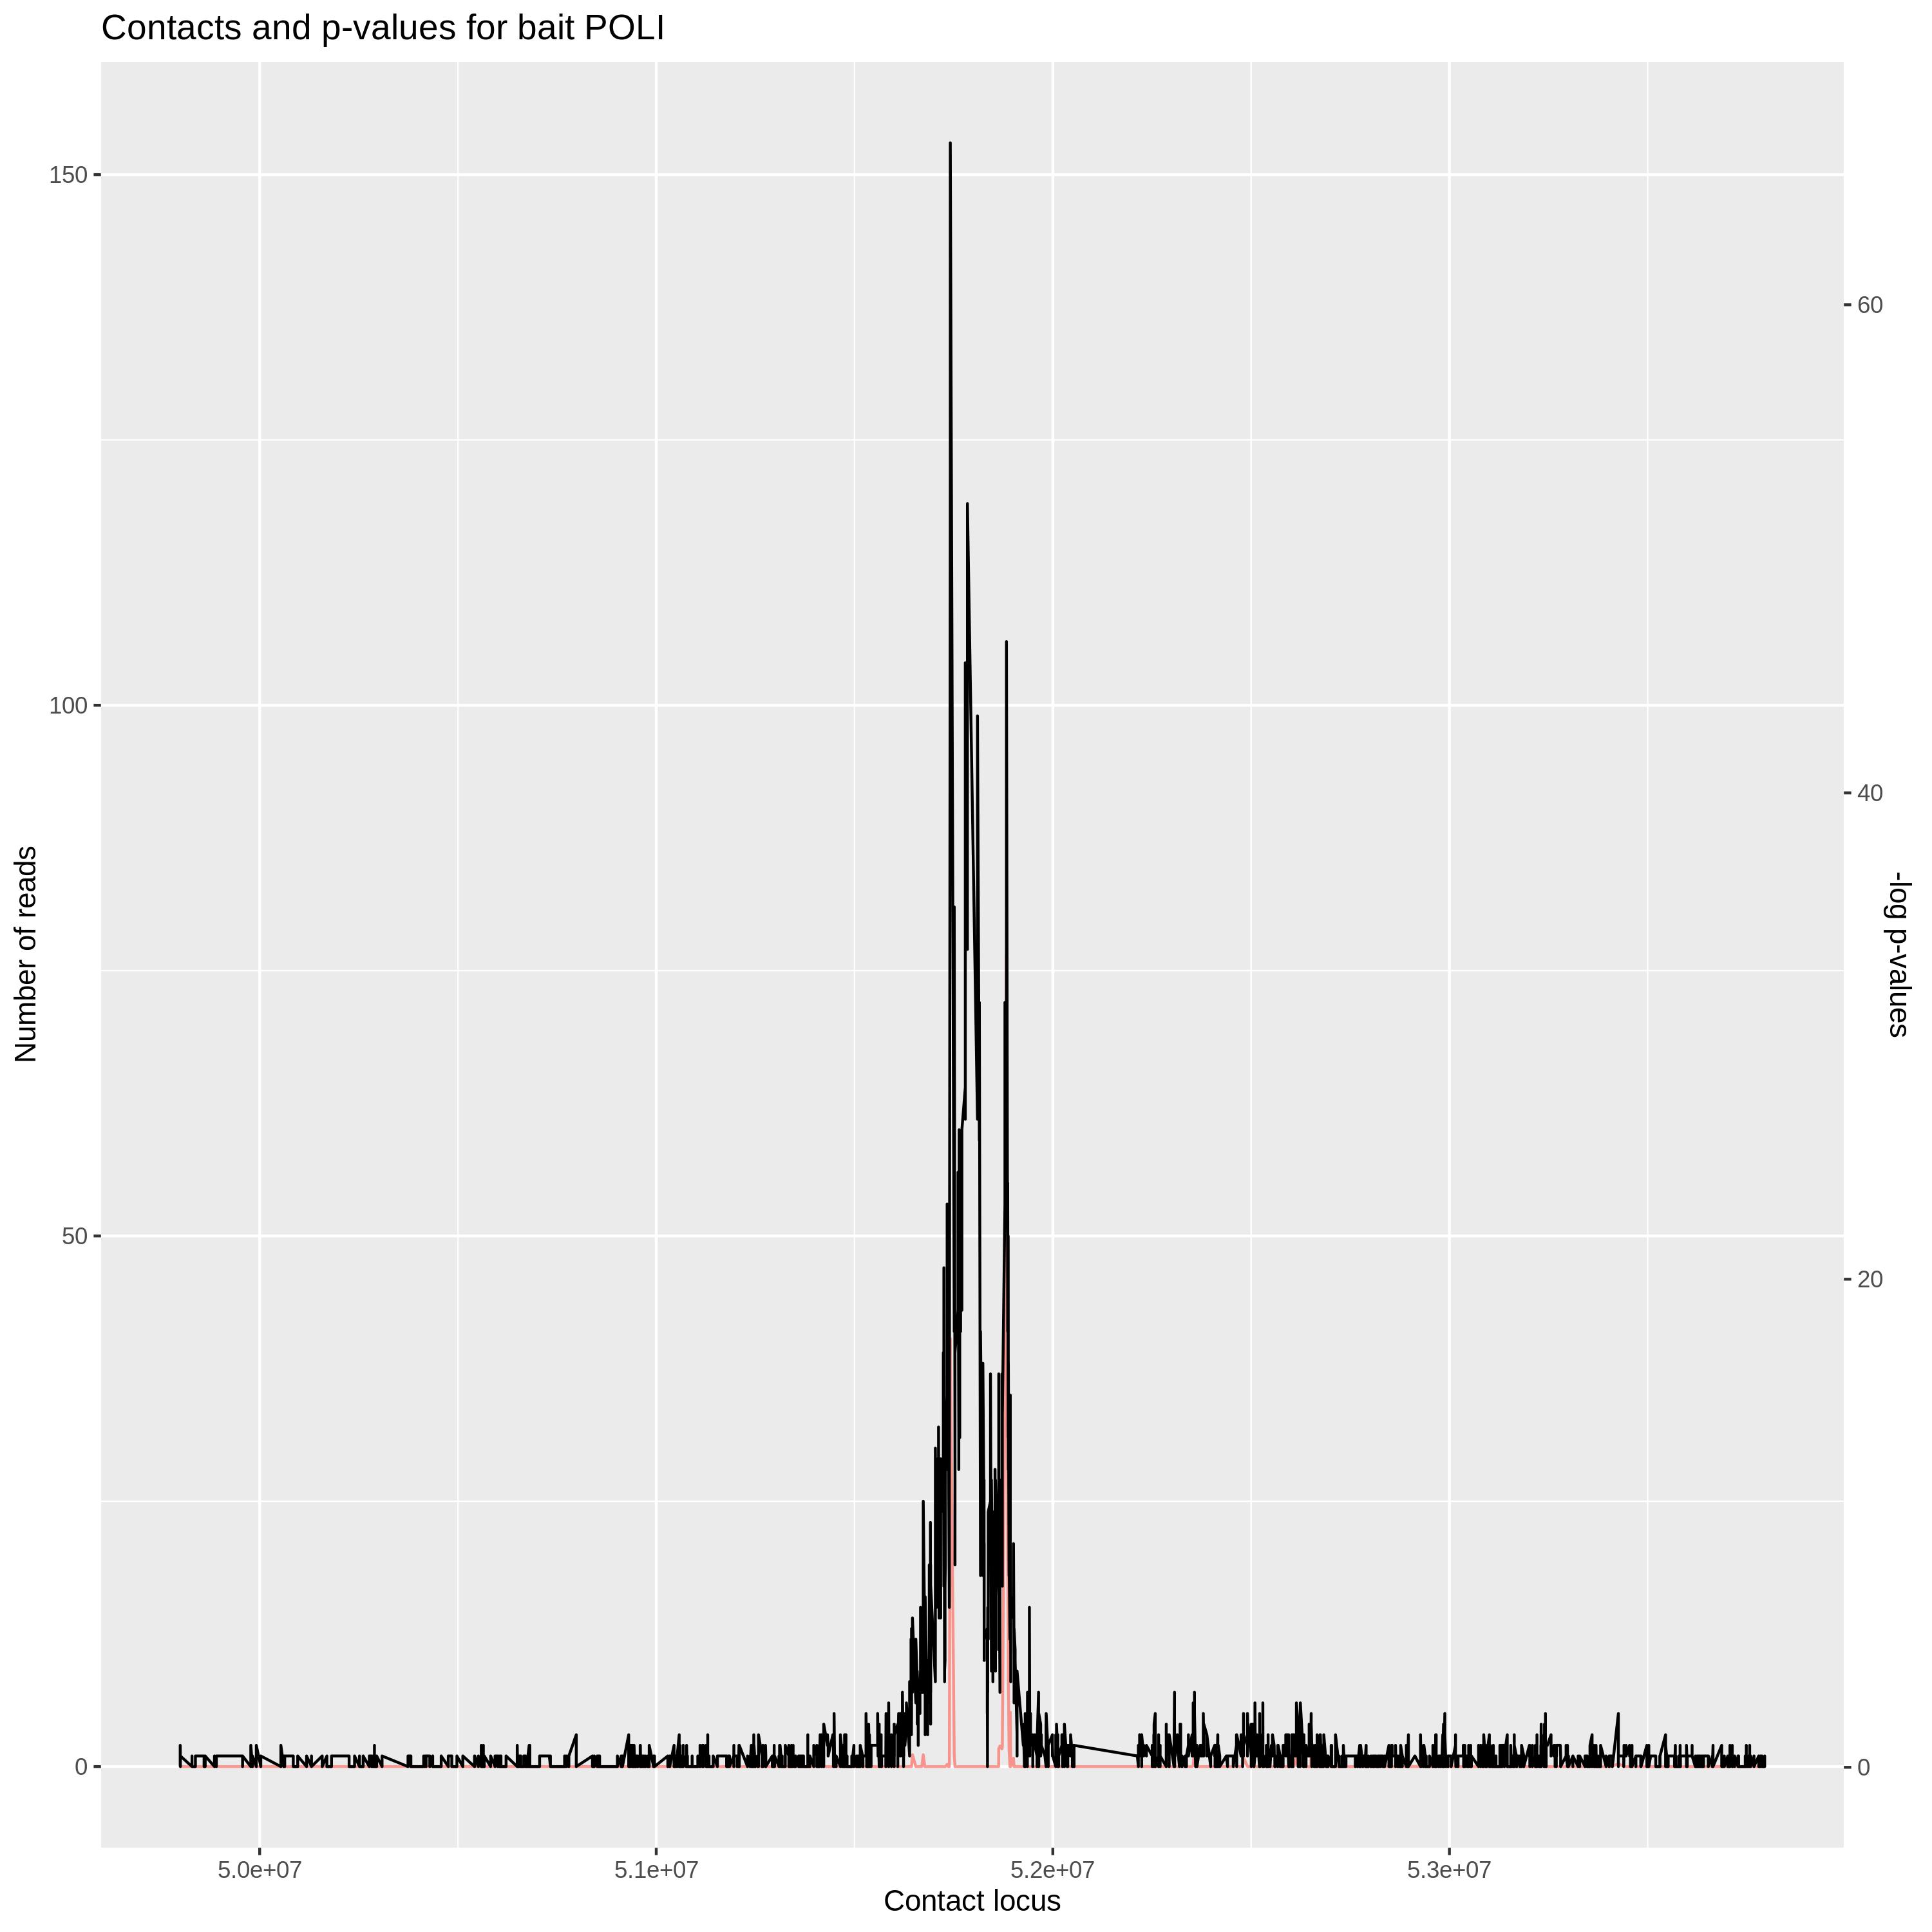 Contacts and p-values for bait POLI
150
100
50
0
Number of reads
60
40
20
0
-log p-values
5.0e+07
5.1e+07
5.2e+07
5.3e+07
Contact locus